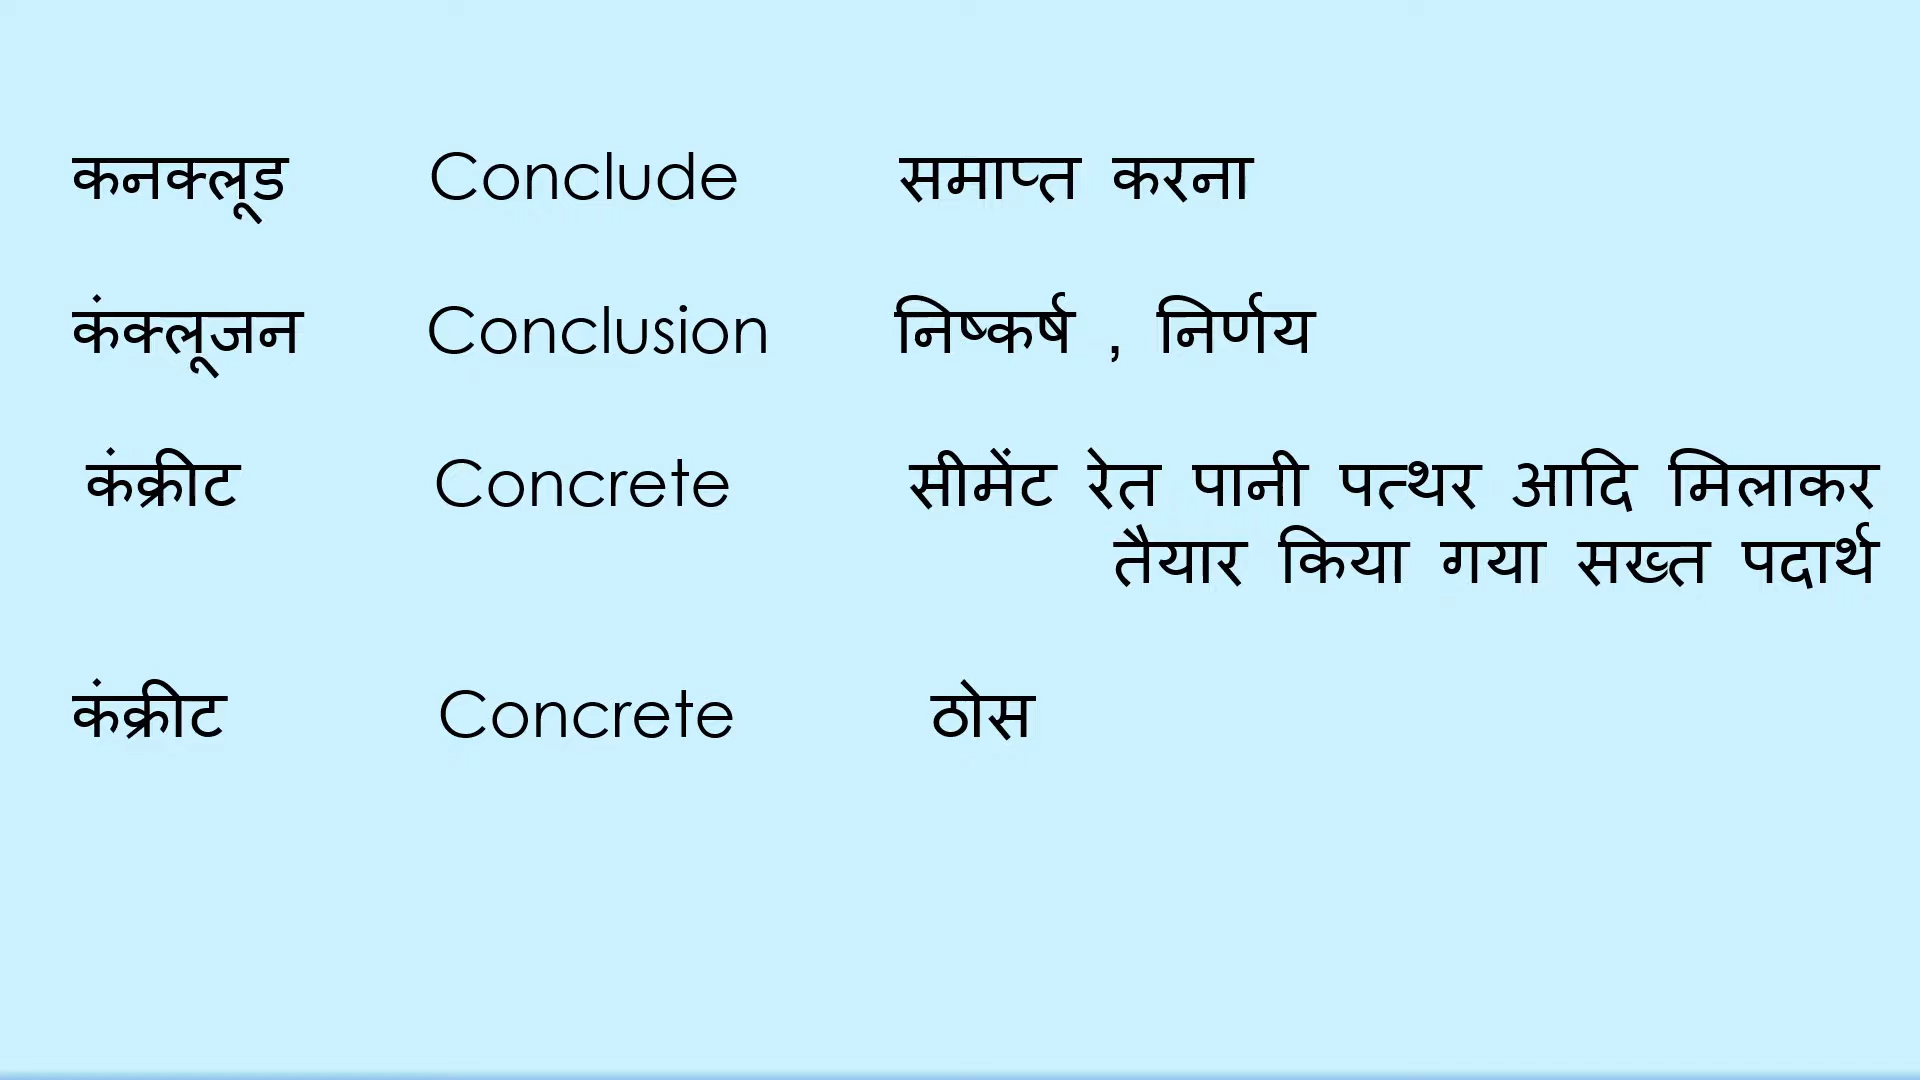 कनक्लूड Conclude समाप्त करना
कंक्लूजन Conclusion निष्कर्ष , निर्णय
कंक्रीट Concrete सीमेंट रेत पानी पत्थर आदि मिलाकर
तैयार किया गया सख्त पदार्थ
कंक्रीट Concrete ठोस